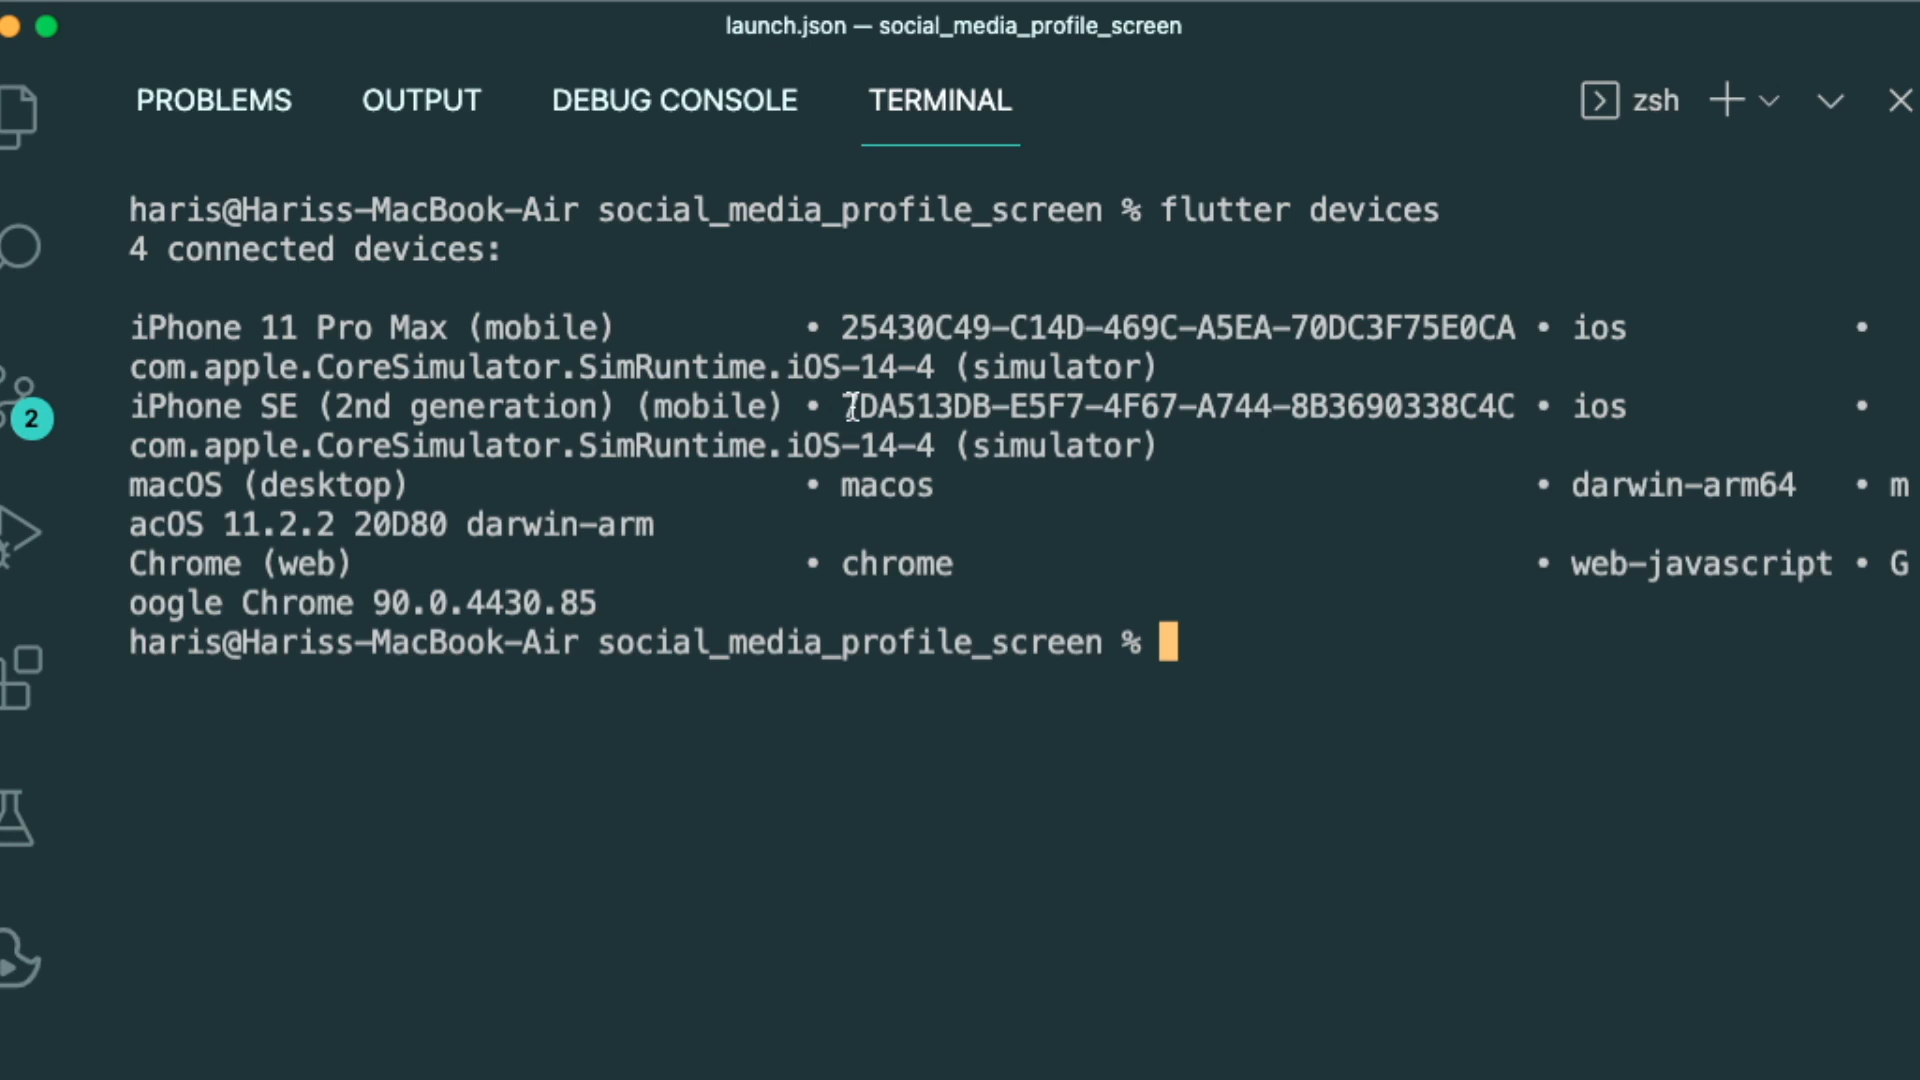 launch.json — social_media_profile_screen
PROBLEMS OUTPUT DEBUG CONSOLE TERMINAL zsh
haris@Hariss-MacBook-Air social_media_profile_screen % flutter devices
4 connected devices:
iPhone 11 Pro Max (mobile) • 25430C49-C14D-469C-A5EA-70DC3F75E0CA • ios •
com.apple.CoreSimulator.SimRuntime.iOS-14-4 (simulator)
iPhone SE (2nd generation) (mobile) • 7DA513DB-E5F7-4F67-A744-8B3690338C4C • ios •
com.apple.CoreSimulator.SimRuntime.iOS-14-4 (simulator)
2
macOS (desktop) • macos • darwin-arm64 • m
acOS 11.2.2 20D80 darwin-arm
Chrome (web) • chrome • web-javascript • G
oogle Chrome 90.0.4430.85
haris@Hariss-MacBook-Air social_media_profile_screen %